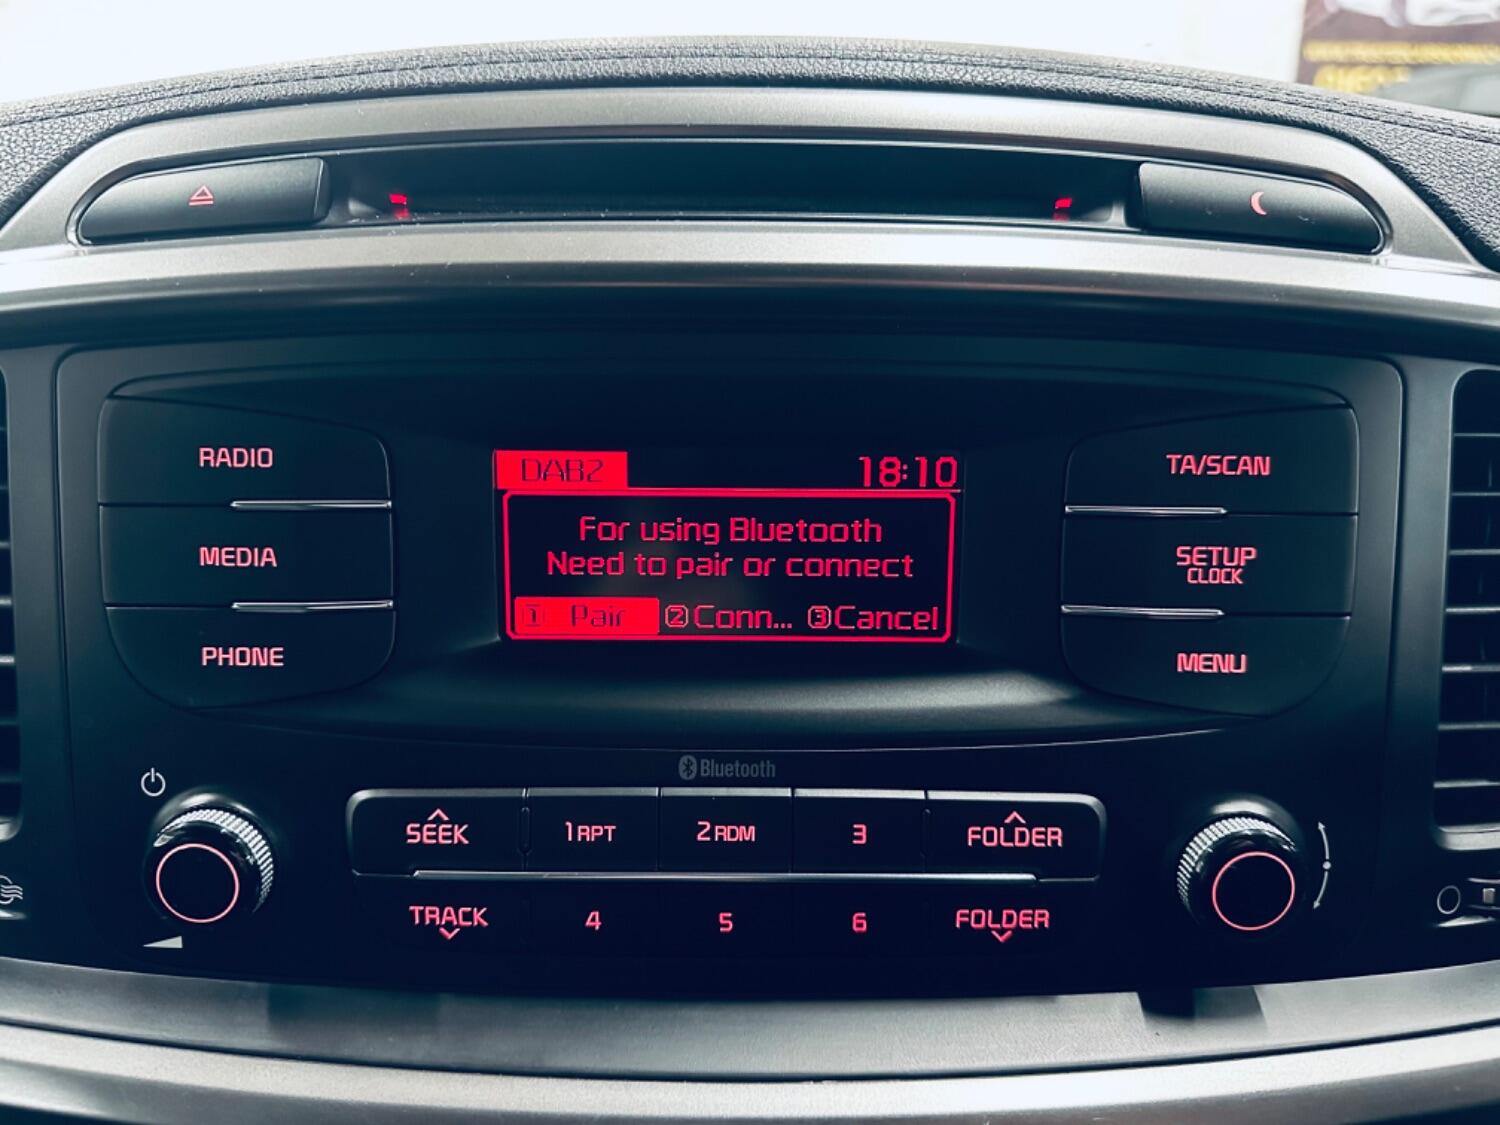 RADIO
MEDIA
PHONE
DAB2 18:10
For using Bluetooth
Need to pair or connect
1 Pair 2 Conn... 3 Cancel
TA/SCAN
SETUP
CLOCK
MENU
Bluetooth
SEEK 1 RPT 2 RDM 3 FOLDER
TRACK 4 5 6 FOLDER